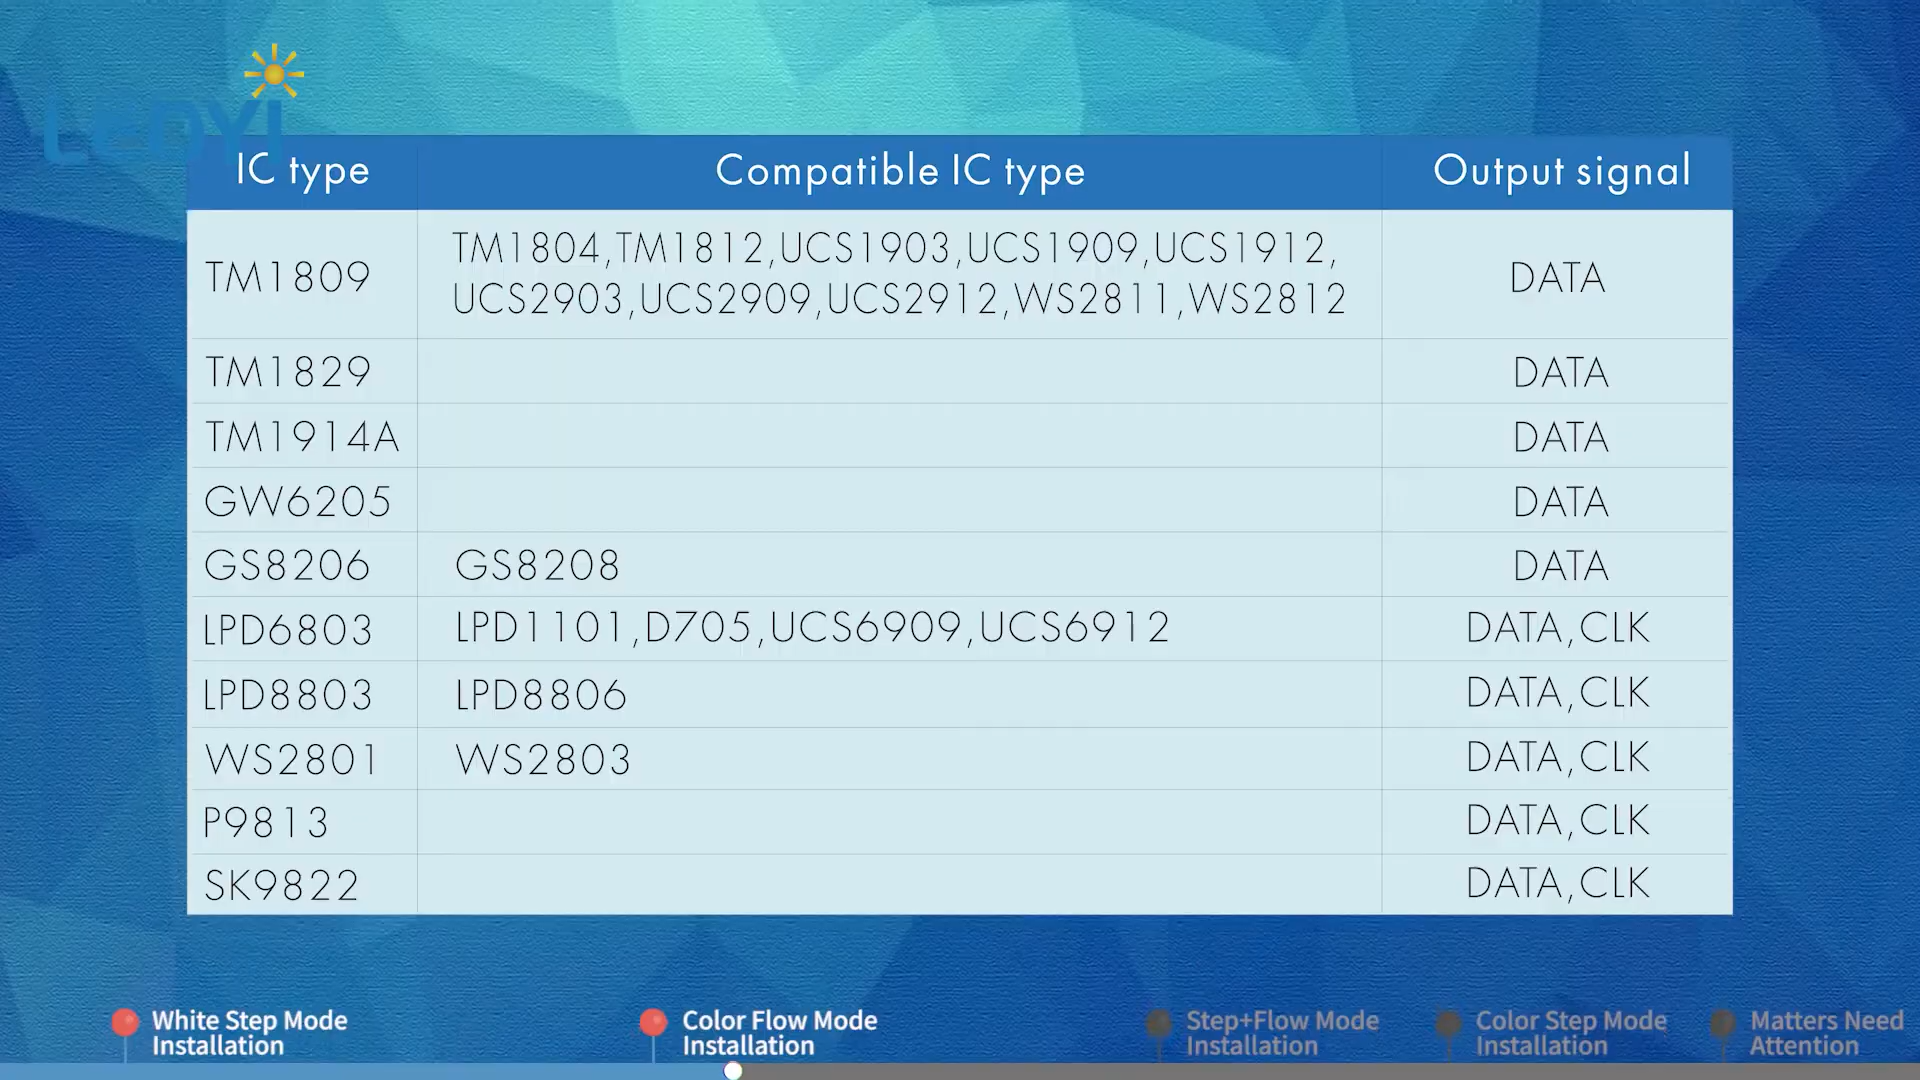 LEDYi
IC type
Compatible IC type
Output signal
TM1809
TM1804,TM1812,UCS1903,UCS1909,UCS1912,
UCS2903,UCS2909,UCS2912,WS2811,WS2812
DATA
TM1829
DATA
TM1914A
DATA
GW6205
DATA
GS8206
GS8208
DATA
LPD6803
LPD1101,D705,UCS6909,UCS6912
DATA,CLK
LPD8803
LPD8806
DATA,CLK
WS2801
WS2803
DATA,CLK
P9813
DATA,CLK
SK9822
DATA,CLK
White Step Mode
Installation
Color Flow Mode
Installation
Step+Flow Mode
Installation
Color Step Mode
Installation
Matters Need
Attention